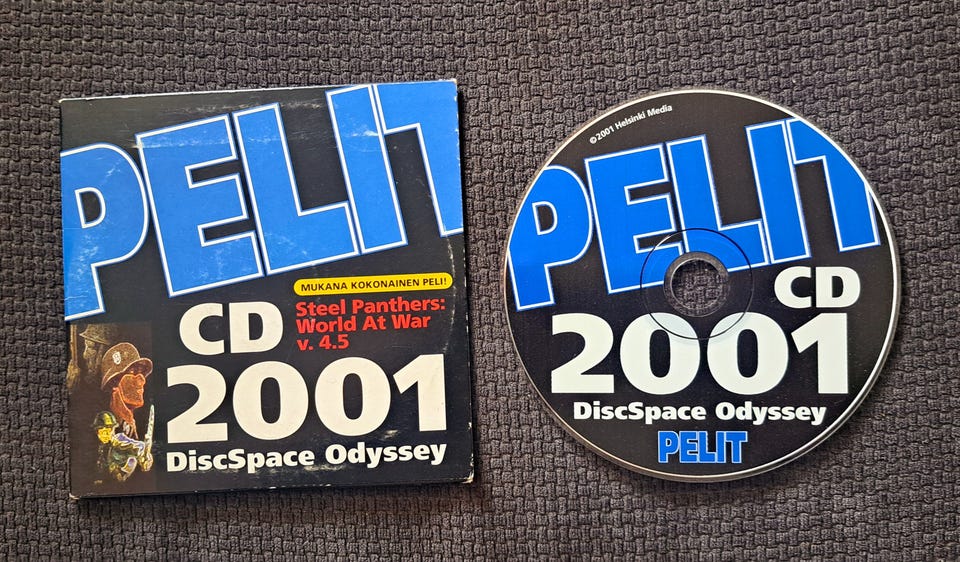 PELIT
MUKANA KOKONAINEN PELI!
CD
Steel Panthers:
World At War
v. 4.5
2001
DiscSpace Odyssey
©2001 Helsinki Media
PELIT
CD
2001
DiscSpace Odyssey
PELIT